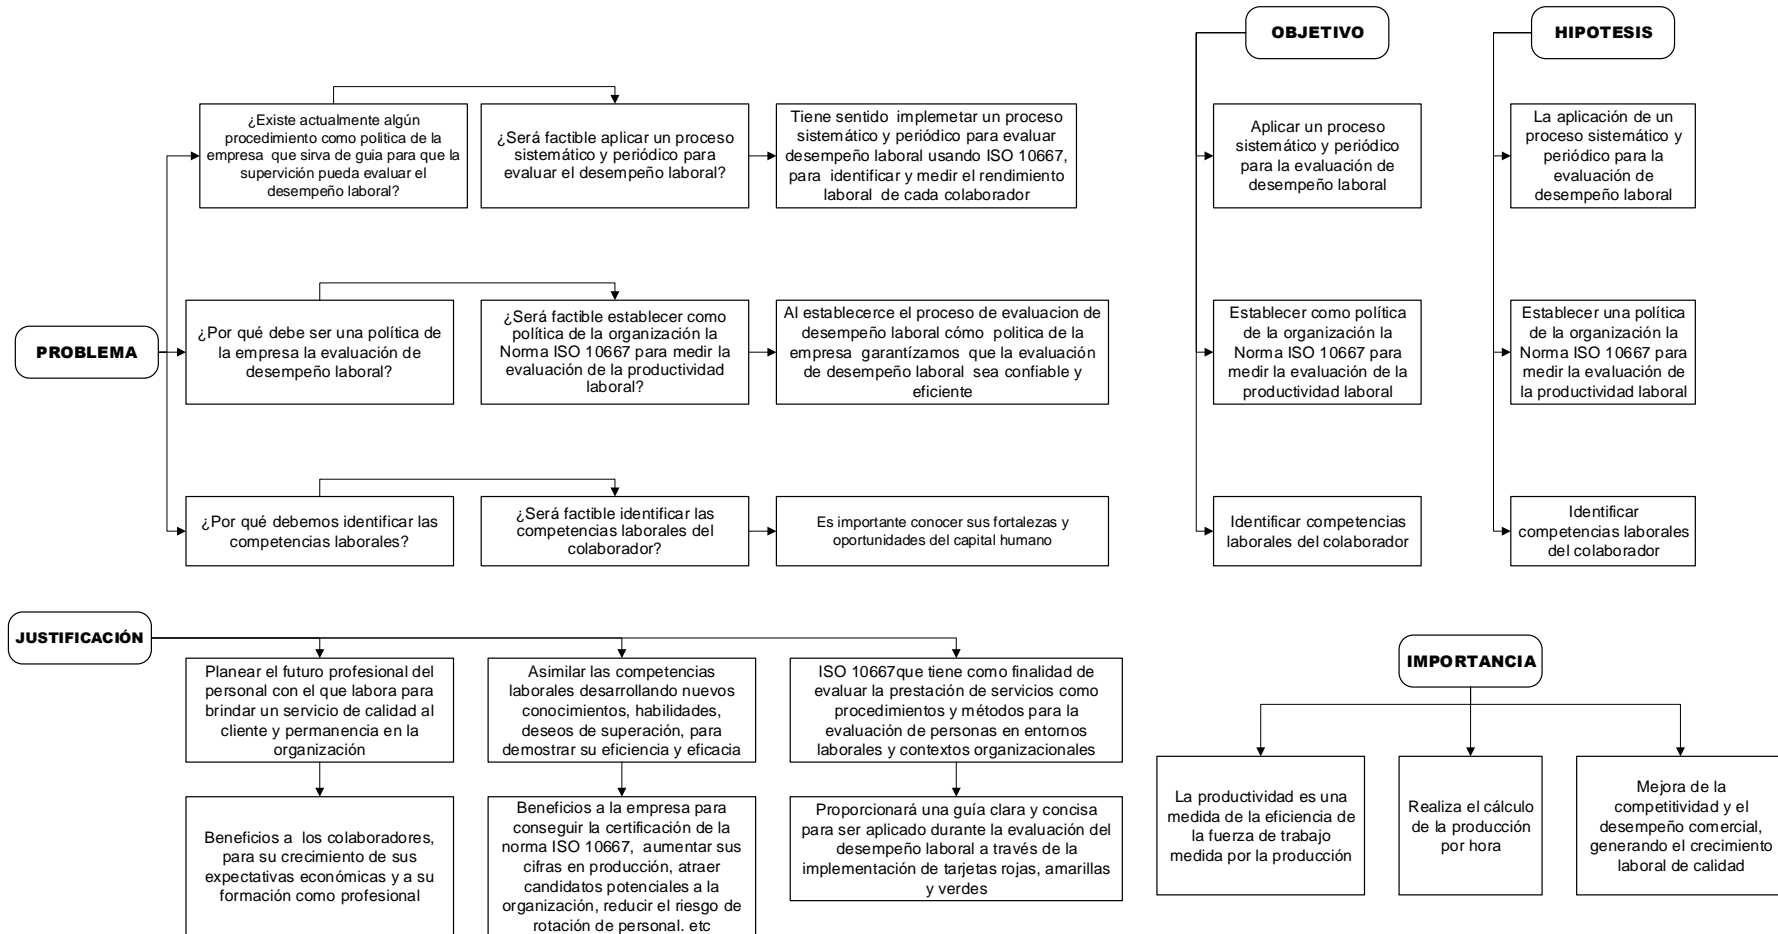 OBJETIVO
HIPOTESIS
¿Existe actualmente algún
procedimiento como politica de la
empresa que sirva de guia para que la
supervición pueda evaluar el
desempeño laboral?
¿Será factible aplicar un proceso
sistemático y periódico para
evaluar el desempeño laboral?
Tiene sentido implemetar un proceso
sistemático y periódico para evaluar
desempeño laboral usando ISO 10667,
para identificar y medir el rendimiento
laboral de cada colaborador
Aplicar un proceso
sistemático y periódico
para la evaluación de
desempeño laboral
La aplicación de un
proceso sistemático y
periódico para la
evaluación de
desempeño laboral
PROBLEMA
¿Por qué debe ser una política de
la empresa la evaluación de
desempeño laboral?
¿Será factible establecer como
política de la organización la
Norma ISO 10667 para medir la
evaluación de la productividad
laboral?
Al establecerce el proceso de evaluacion de
desempeño laboral cómo politica de la
empresa garantízamos que la evaluación
de desempeño laboral sea confiable y
eficiente
Establecer como política
de la organización la
Norma ISO 10667 para
medir la evaluación de la
productividad laboral
Establecer una política
de la organización la
Norma ISO 10667 para
medir la evaluación de
la productividad laboral
¿Por qué debemos identificar las
competencias laborales?
¿Será factible identificar las
competencias laborales del
colaborador?
Es importante conocer sus fortalezas y
oportunidades del capital humano
Identificar competencias
laborales del colaborador
Identificar
competencias laborales
del colaborador
JUSTIFICACIÓN
Planear el futuro profesional del
personal con el que labora para
brindar un servicio de calidad al
cliente y permanencia en la
organización
Asimilar las competencias
laborales desarrollando nuevos
conocimientos, habilidades,
deseos de superación, para
demostrar su eficiencia y eficacia
ISO 10667que tiene como finalidad de
evaluar la prestación de servicios como
procedimientos y métodos para la
evaluación de personas en entornos
laborales y contextos organizacionales
Beneficios a los colaboradores,
para su crecimiento de sus
expectativas económicas y a su
formación como profesional
Beneficios a la empresa para
conseguir la certificación de la
norma ISO 10667, aumentar sus
cifras en producción, atraer
candidatos potenciales a la
organización, reducir el riesgo de
rotación de personal. etc
Proporcionará una guía clara y concisa
para ser aplicado durante la evaluación del
desempeño laboral a través de la
implementación de tarjetas rojas, amarillas
y verdes
IMPORTANCIA
La productividad es una
medida de la eficiencia de
la fuerza de trabajo
medida por la producción
Realiza el cálculo
de la producción
por hora
Mejora de la
competitividad y el
desempeño comercial,
generando el crecimiento
laboral de calidad